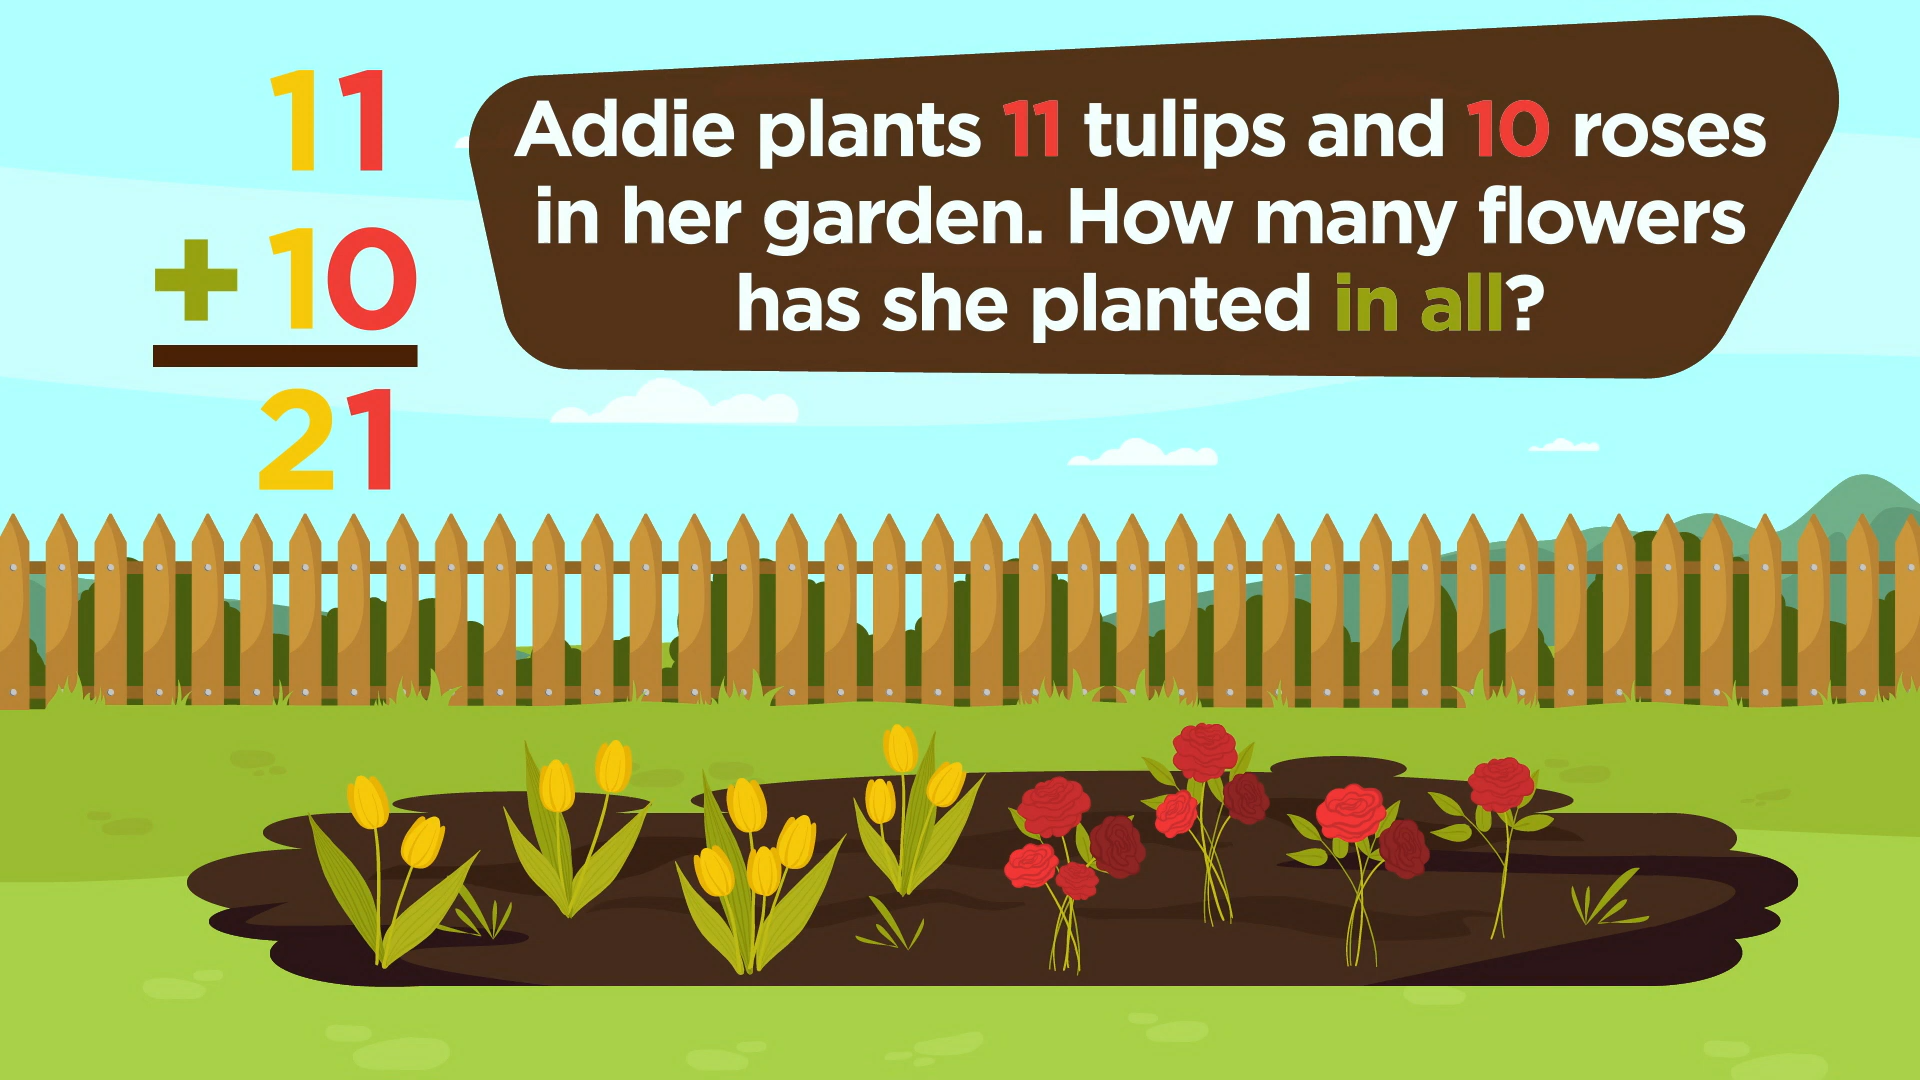 11
+ 10
21
Addie plants 11 tulips and 10 roses
in her garden. How many flowers
has she planted in all?